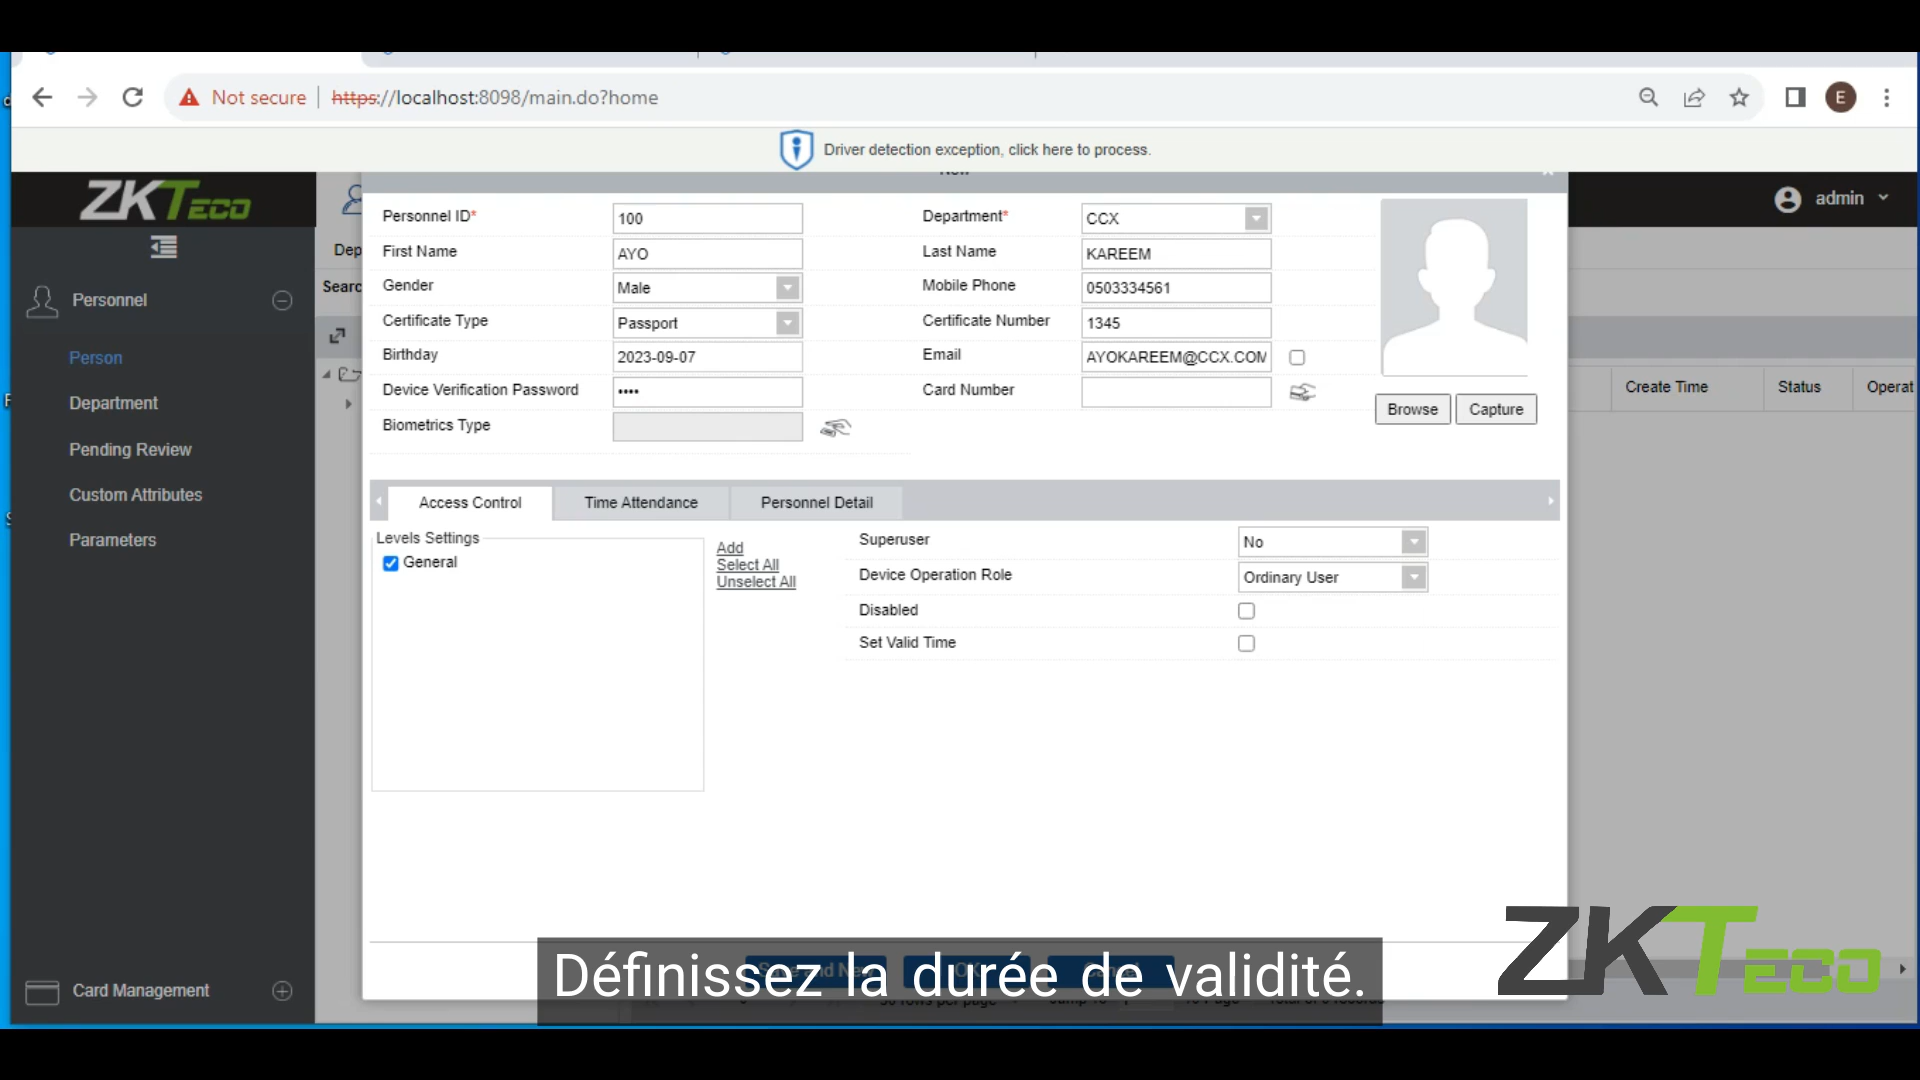 Not secure
https://localhost:8098/main.do?home
E
Driver detection exception, click here to process.
ZKTeco
admin
Personnel
Person
Department
Pending Review
Custom Attributes
Parameters
Card Management
Personnel ID*
100
Department*
CCX
First Name
AYO
Last Name
KAREEM
Gender
Male
Mobile Phone
0503334561
Certificate Type
Passport
Certificate Number
1345
Birthday
2023-09-07
Email
AYOKAREEM@CCX.COM
Device Verification Password
••••
Card Number
Biometrics Type
Browse
Capture
Create Time
Status
Operat
Access Control
Time Attendance
Personnel Detail
Levels Settings
General
Add
Select All
Unselect All
Superuser
No
Device Operation Role
Ordinary User
Disabled
Set Valid Time
Définissez la durée de validité.
ZKTeco